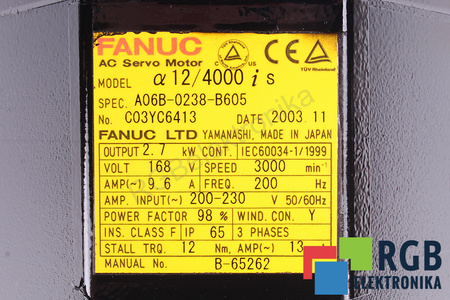 FANUC
AC Servo Motor
C US
TÜV Rheinland
MODEL α12/4000 is
SPEC. A06B-0238-B605
No. C03YC6413 DATE 2003.11
FANUC LTD YAMANASHI, MADE IN JAPAN
OUTPUT 2.7 kW CONT. IEC60034-1/1999
VOLT 168 V SPEED 3000 min⁻¹
AMP(~) 9.6 A FREQ. 200 Hz
AMP. INPUT(~) 200-230 V 50/60Hz
POWER FACTOR 98 % WIND. CON. Y
INS. CLASS F IP 65 3 PHASES
STALL TRQ. 12 Nm, AMP(~) 13
MANUAL No. B-65262
RGB
ELEKTRONIKA